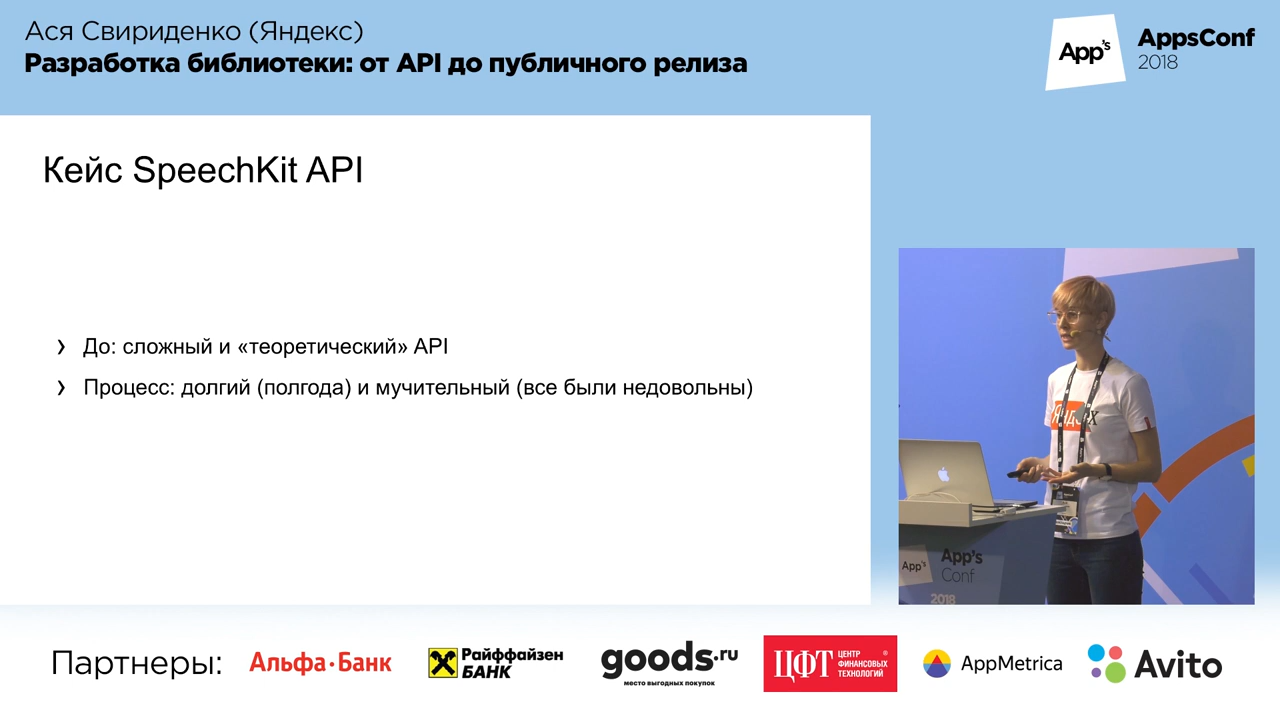 Ася Свириденко (Яндекс)
Разработка библиотеки: от API до публичного релиза
App's
AppsConf
2018
Кейс SpeechKit API
› До: сложный и «теоретический» API
› Процесс: долгий (полгода) и мучительный (все были недовольны)
App's
App's
Conf
2018
Партнеры:
Альфа·Банк
Райффайзен
БАНК
goods.ru
место выгодных покупок
ЦФТ
ЦЕНТР
ФИНАНСОВЫХ
ТЕХНОЛОГИЙ
®
AppMetrica
Avito